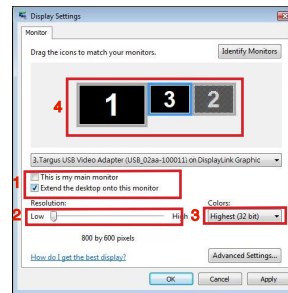 Display Settings
Monitor
Drag the icons to match your monitors.
Identify Monitors
4
1
3
2
3.Targus USB Video Adapter (USB_02aa-100011) on DisplayLink Graphic
1
This is my main monitor
Extend the desktop onto this monitor
Resolution:
Colors:
2
Low
High
3
Highest (32 bit)
800 by 600 pixels
How do I get the best display?
Advanced Settings...
OK
Cancel
Apply